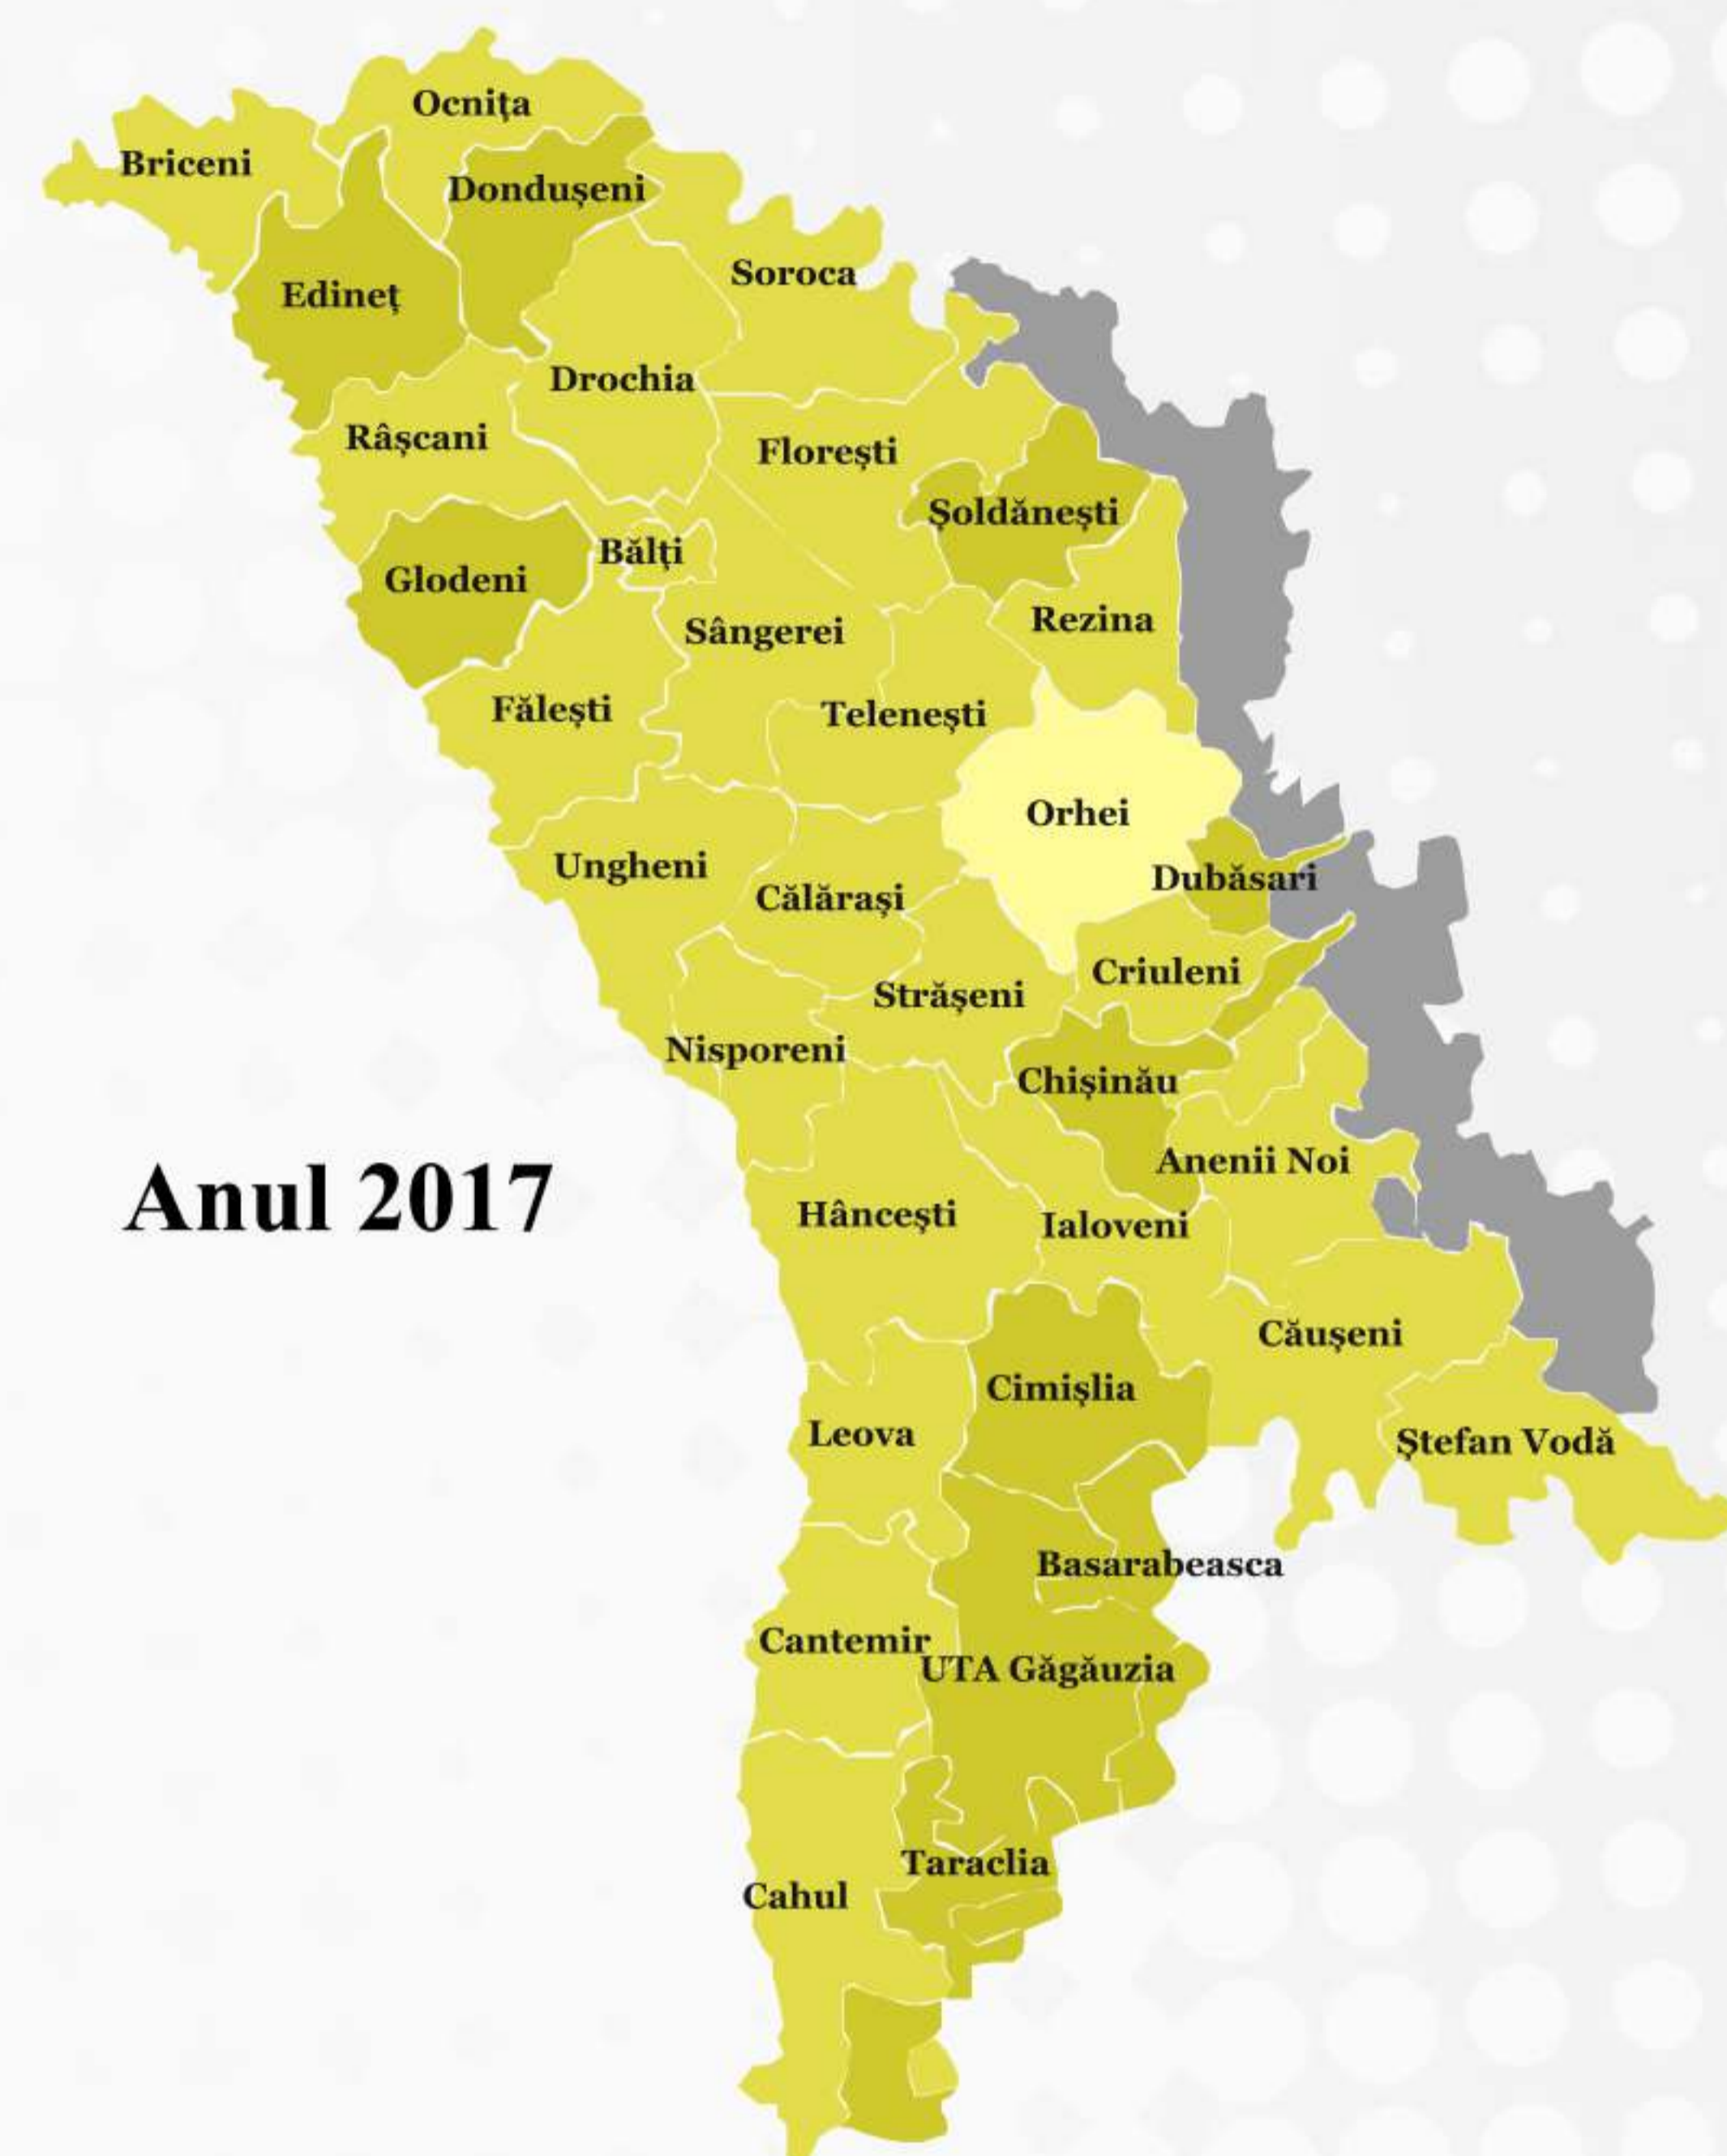 Ocnița
Briceni
Dondușeni
Soroca
Edineț
Drochia
Râșcani
Florești
Șoldănești
Bălți
Glodeni
Rezina
Sângerei
Fălești
Telenești
Orhei
Ungheni
Dubăsari
Călărași
Criuleni
Strășeni
Nisporeni
Chișinău
Anenii Noi
Anul 2017
Hâncești
Ialoveni
Căușeni
Cimișlia
Leova
Ștefan Vodă
Basarabeasca
Cantemir
UTA Găgăuzia
Taraclia
Cahul